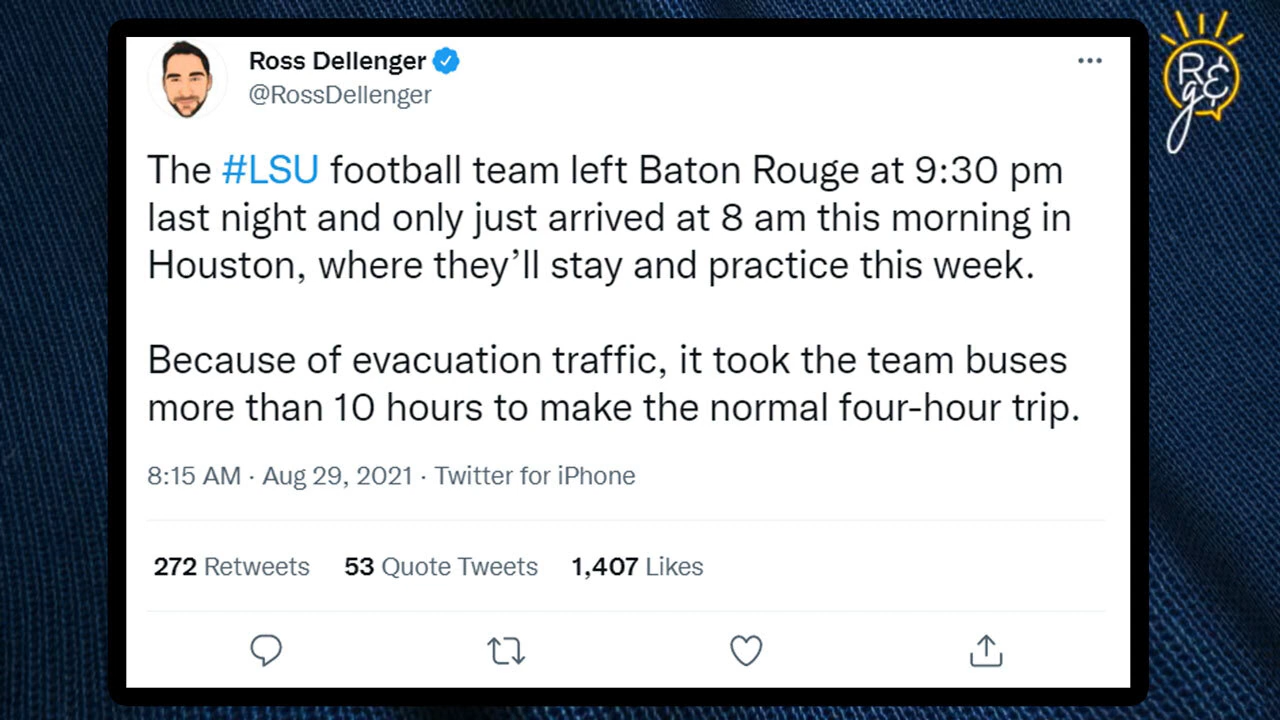 Ross Dellenger
@RossDellenger
The #LSU football team left Baton Rouge at 9:30 pm
last night and only just arrived at 8 am this morning in
Houston, where they’ll stay and practice this week.
Because of evacuation traffic, it took the team buses
more than 10 hours to make the normal four-hour trip.
8:15 AM · Aug 29, 2021 · Twitter for iPhone
272 Retweets 53 Quote Tweets 1,407 Likes